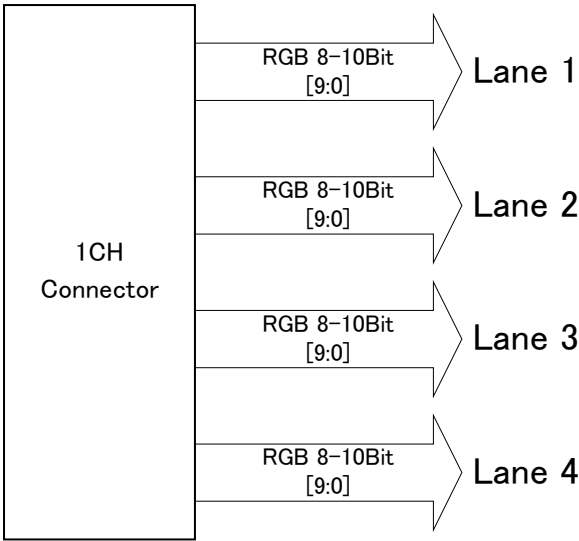 1CH
Connector
RGB 8-10Bit
[9:0]
Lane 1
RGB 8-10Bit
[9:0]
Lane 2
RGB 8-10Bit
[9:0]
Lane 3
RGB 8-10Bit
[9:0]
Lane 4